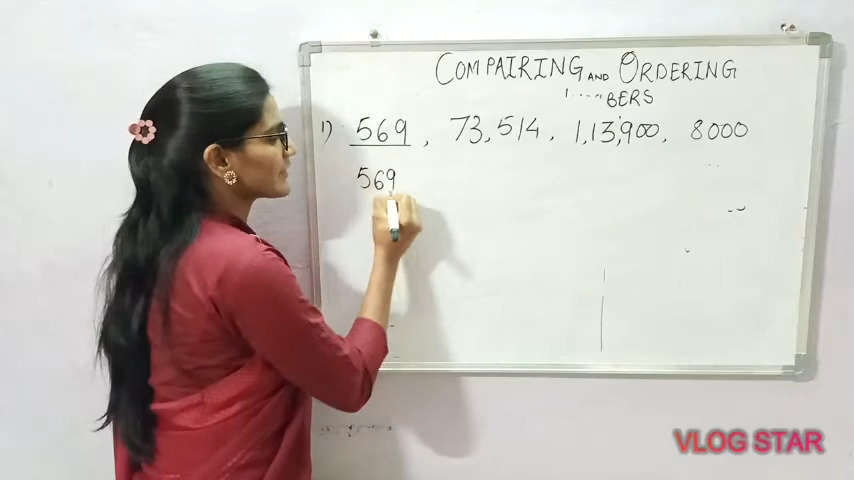 COMPAIRING AND ORDERING
BERS
1) 569, 73,514, 1,13,900, 8000
569
VLOG STAR